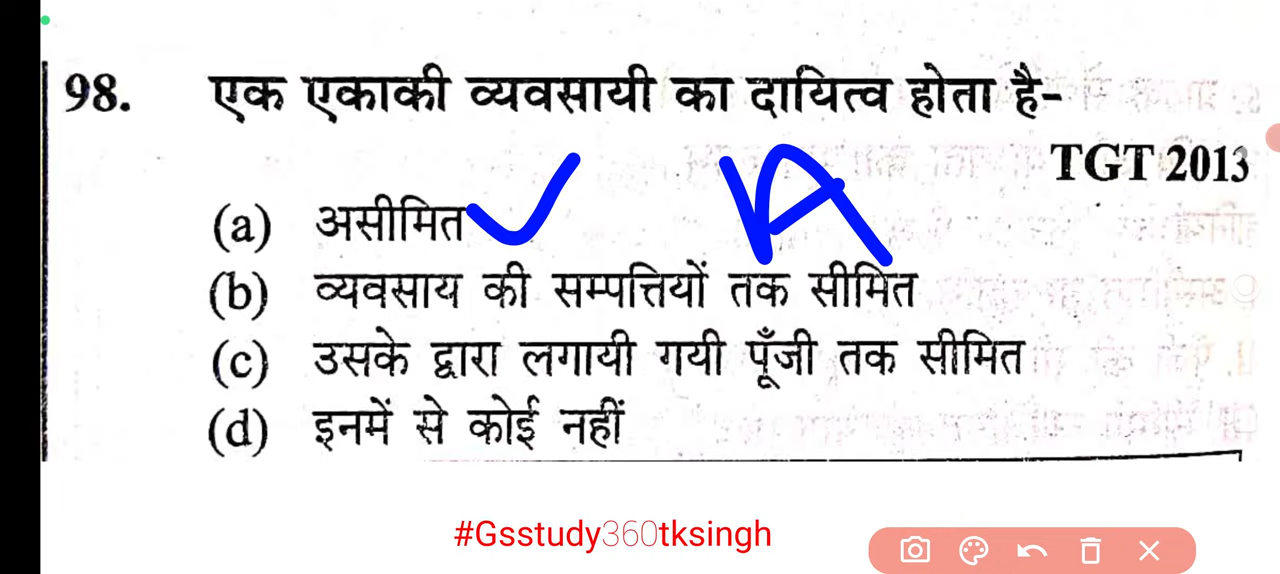 98. एक एकाकी व्यवसायी का दायित्व होता है-
TGT 2013
A
(a) असीमित
(b) व्यवसाय की सम्पत्तियों तक सीमित
(c) उसके द्वारा लगायी गयी पूँजी तक सीमित
(d) इनमें से कोई नहीं
#Gsstudy360tksingh